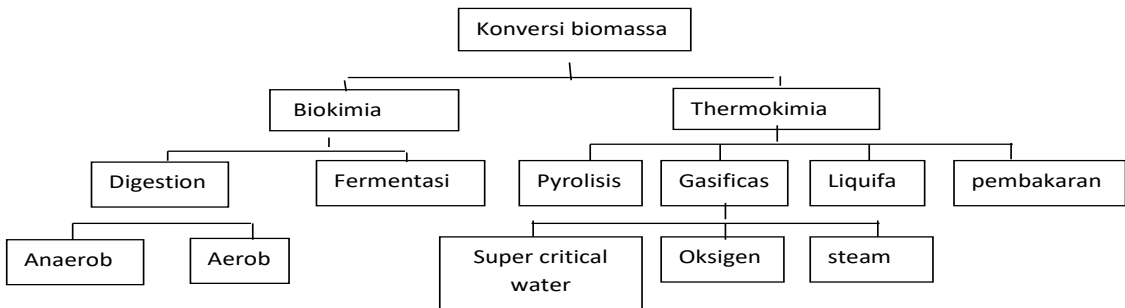 Konversi biomassa
Biokimia
Thermokimia
Digestion
Fermentasi
Pyrolisis
Gasificas
Liquifa
pembakaran
Anaerob
Aerob
Super critical
water
Oksigen
steam